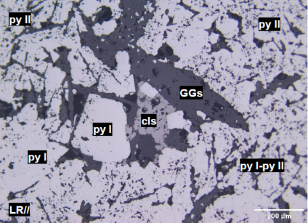 py II
py II
GGs
cls
py I
py I
py I-py II
LR//
200 µm